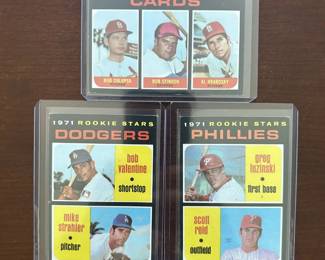 CARDS
BOB CHLUPSA
BOB STINSON
AL HRABOSKY
1971 ROOKIE STARS
DODGERS
bob
valentine
shortstop
mike
strahler
pitcher
1971 ROOKIE STARS
PHILLIES
greg
luzinski
first base
scott
reid
outfield